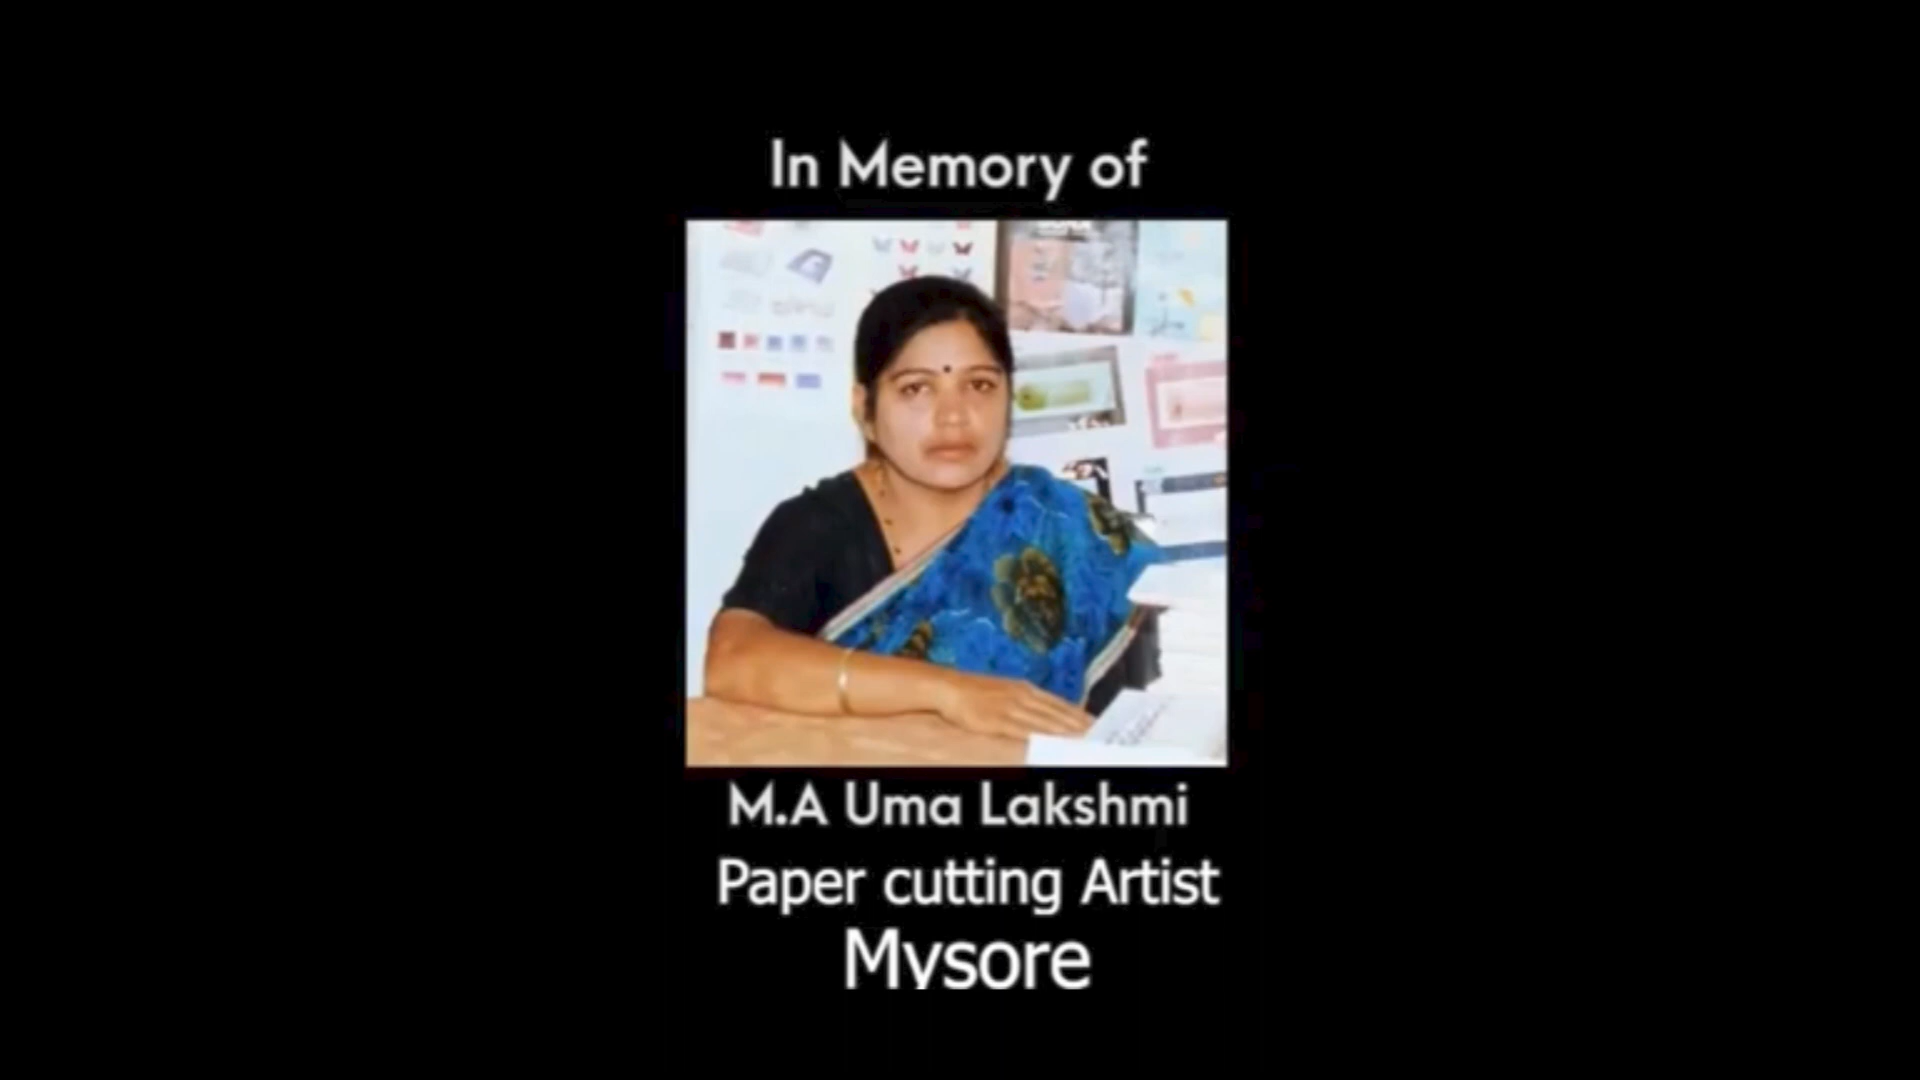 In Memory of
M.A Uma Lakshmi
Paper cutting Artist
Mysore